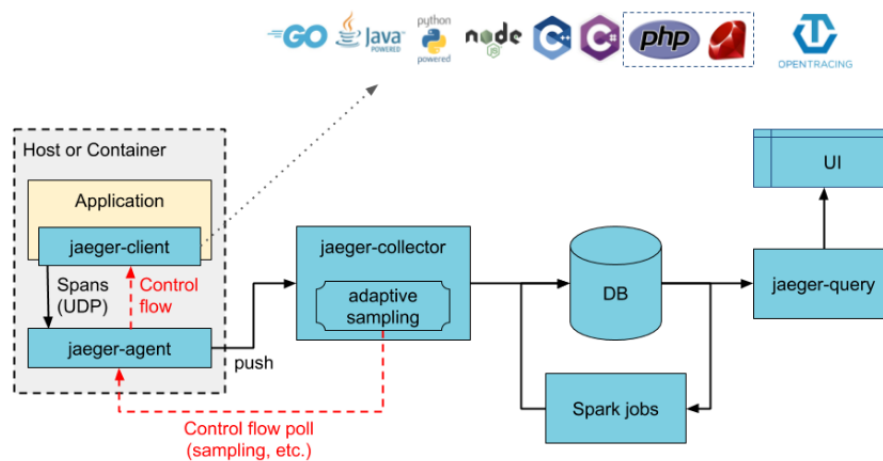 GO
Java
POWERED
python
powered
node
JS
C++
C#
php
OPENTRACING
Host or Container
Application
jaeger-client
Spans
(UDP)
Control
flow
jaeger-agent
push
jaeger-collector
adaptive
sampling
Control flow poll
(sampling, etc.)
DB
Spark jobs
jaeger-query
UI